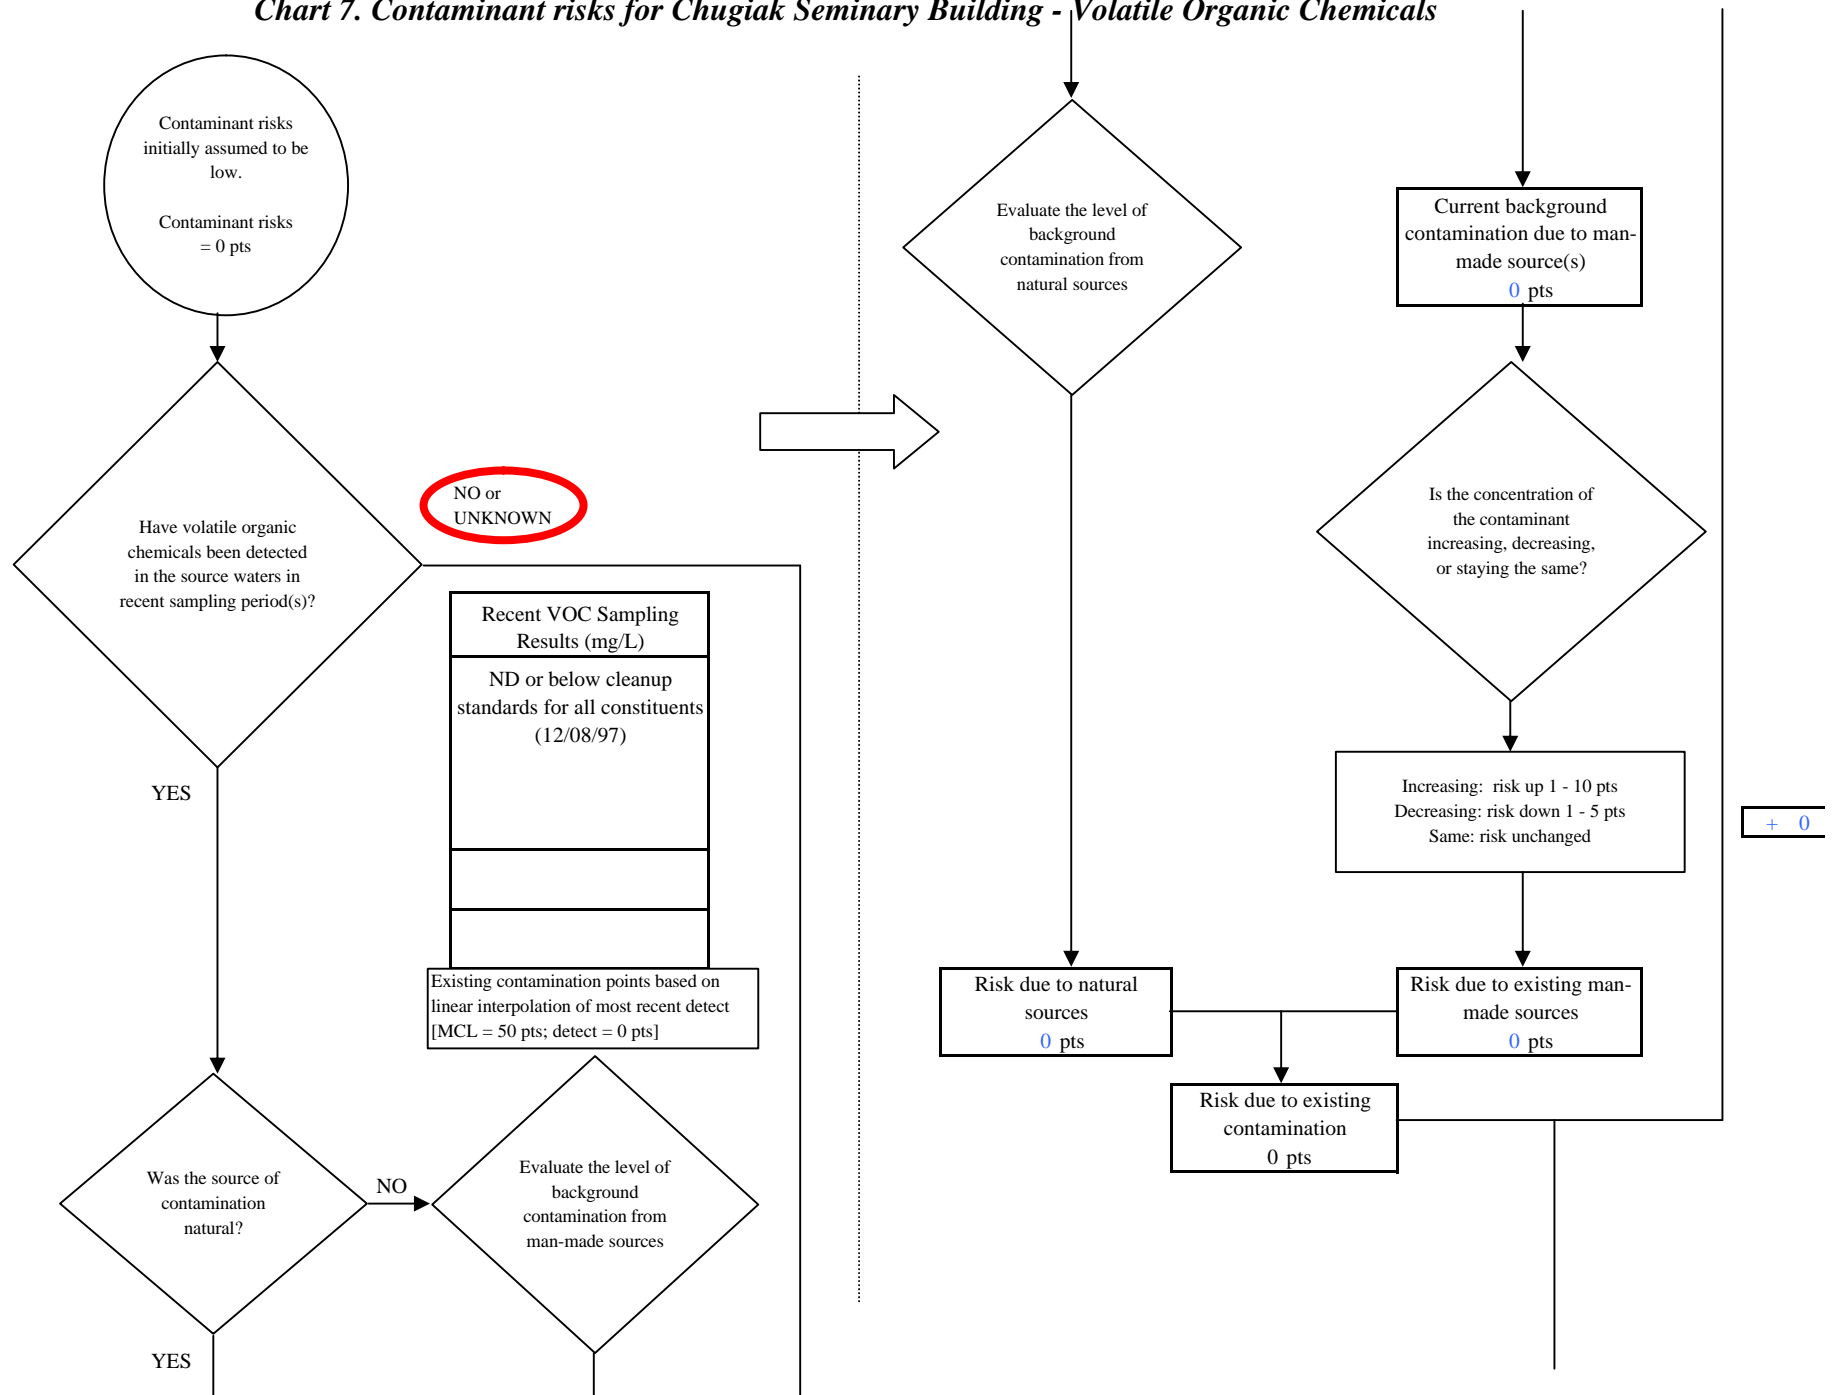 Chart 7. Contaminant risks for Chugiak Seminary Building - Volatile Organic Chemicals
Contaminant risks
initially assumed to be
low.
Contaminant risks
= 0 pts
Have volatile organic
chemicals been detected
in the source waters in
recent sampling period(s)?
NO or
UNKNOWN
Recent VOC Sampling
Results (mg/L)
ND or below cleanup
standards for all constituents
(12/08/97)
Existing contamination points based on
linear interpolation of most recent detect
[MCL = 50 pts; detect = 0 pts]
YES
Was the source of
contamination
natural?
NO
Evaluate the level of
background
contamination from
man-made sources
YES
Evaluate the level of
background
contamination from
natural sources
Current background
contamination due to man-
made source(s)
0 pts
Is the concentration of
the contaminant
increasing, decreasing,
or staying the same?
Increasing: risk up 1 - 10 pts
Decreasing: risk down 1 - 5 pts
Same: risk unchanged
+ 0
Risk due to natural
sources
0 pts
Risk due to existing man-
made sources
0 pts
Risk due to existing
contamination
0 pts